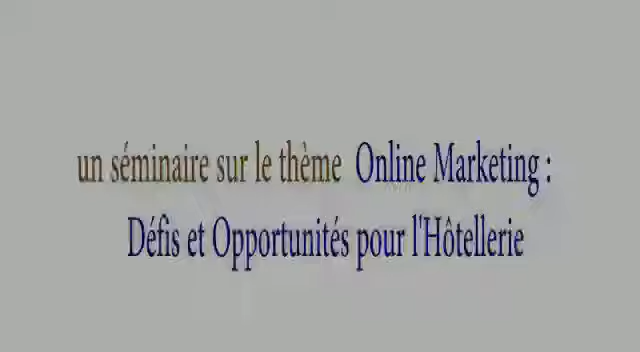 un séminaire sur le thème Online Marketing :
Défis et Opportunités pour l'Hôtellerie